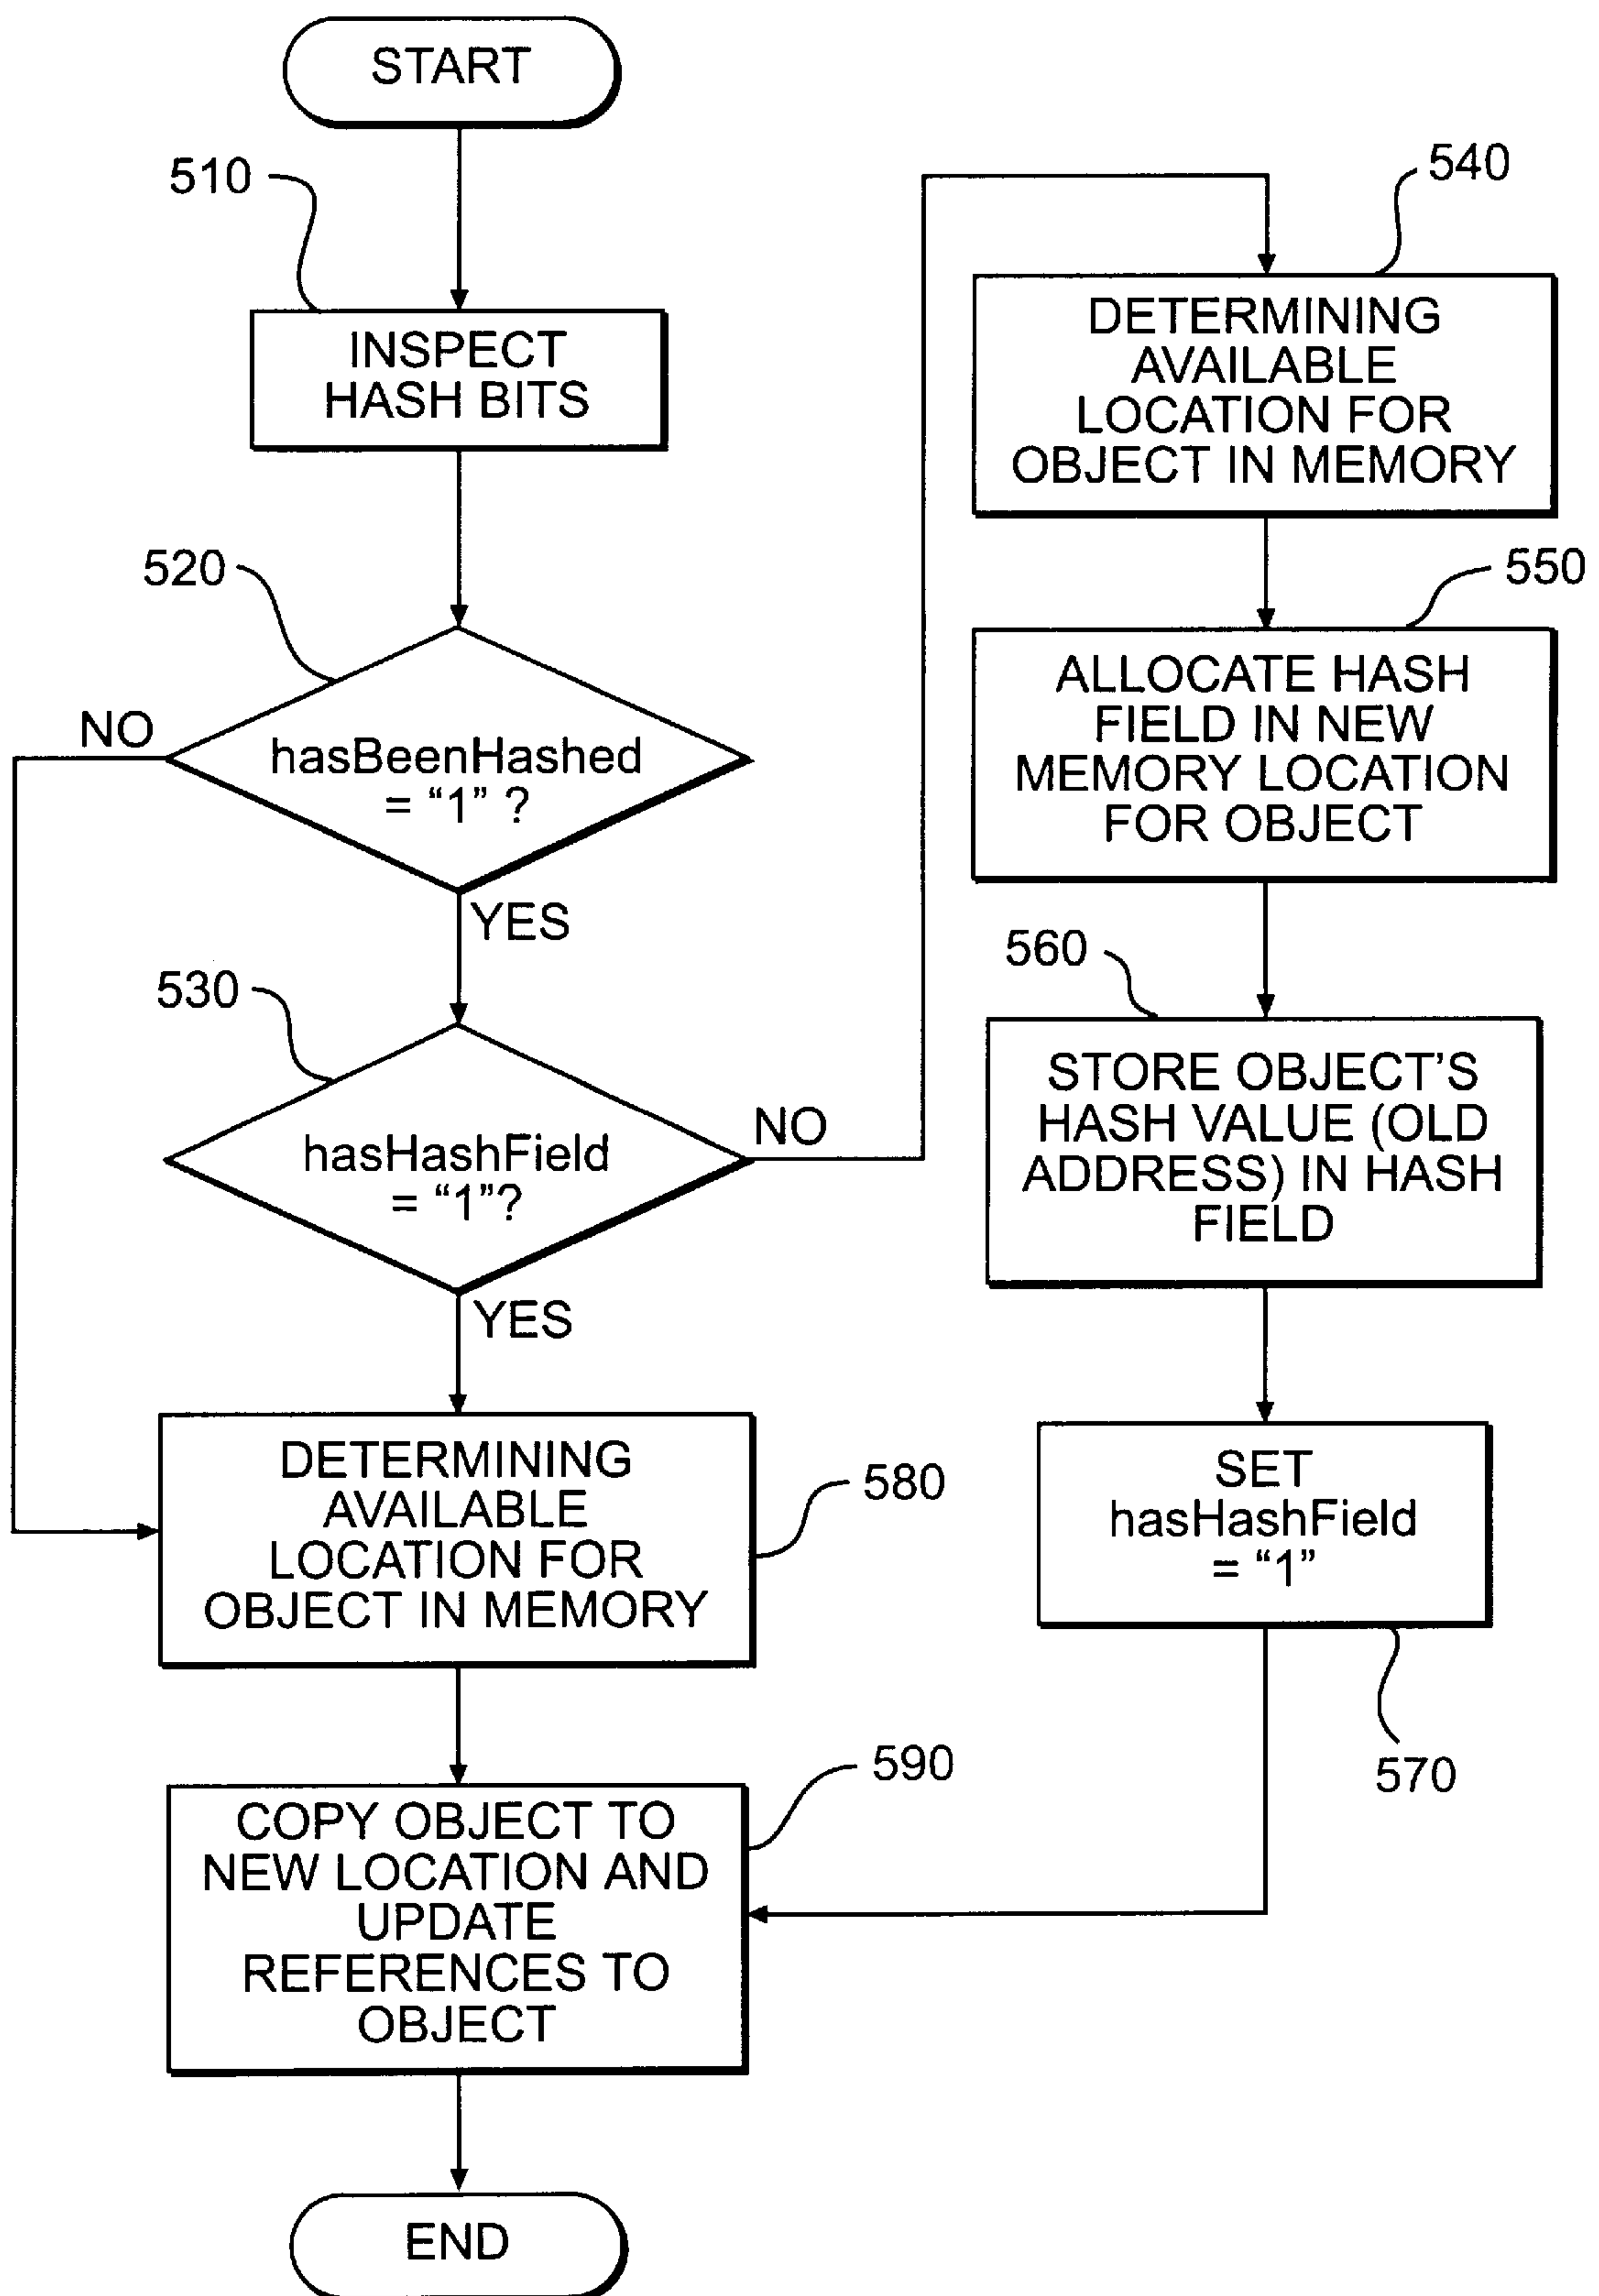 START
510
INSPECT
HASH BITS
520
NO
hasBeenHashed
= “1” ?
YES
530
hasHashField
= “1”?
NO
YES
DETERMINING
AVAILABLE
LOCATION FOR
OBJECT IN MEMORY
580
COPY OBJECT TO
NEW LOCATION AND
UPDATE
REFERENCES TO
OBJECT
590
END
540
DETERMINING
AVAILABLE
LOCATION FOR
OBJECT IN MEMORY
550
ALLOCATE HASH
FIELD IN NEW
MEMORY LOCATION
FOR OBJECT
560
STORE OBJECT’S
HASH VALUE (OLD
ADDRESS) IN HASH
FIELD
SET
hasHashField
= “1”
570